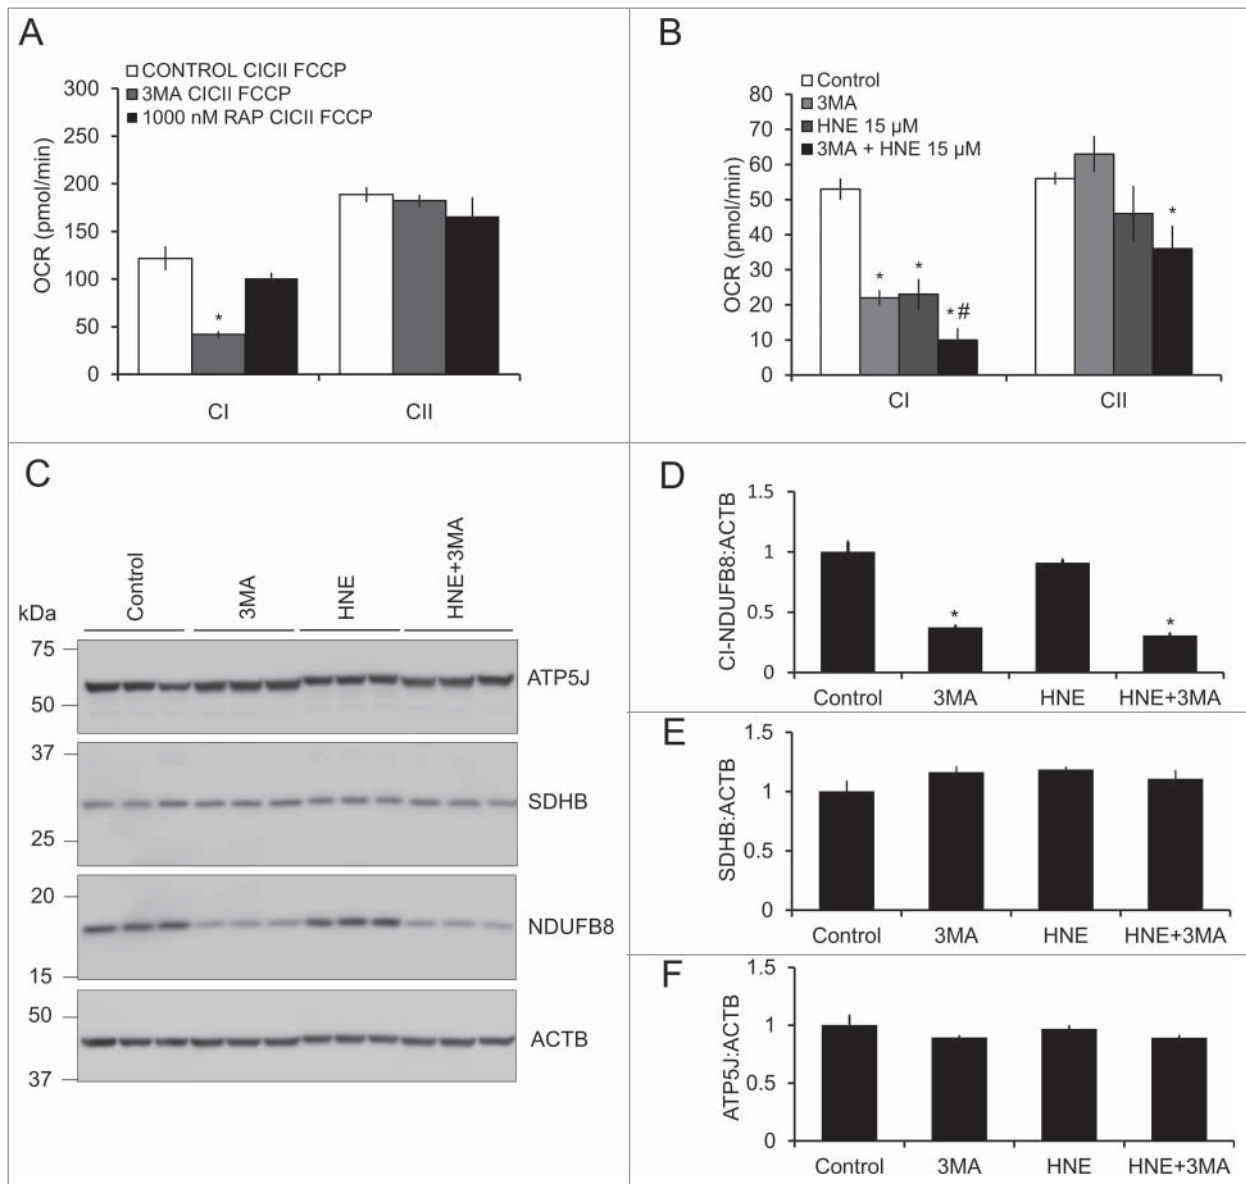 A
CONTROL CICII FCCP
3MA CICII FCCP
1000 nM RAP CICII FCCP
300
250
200
150
100
50
0
OCR (pmol/min)
*
CI
CII
B
Control
3MA
HNE 15 µM
3MA + HNE 15 µM
80
70
60
50
40
30
20
10
0
OCR (pmol/min)
*
*
*#
*
CI
CII
C
kDa
Control
3MA
HNE
HNE+3MA
75
50
ATP5J
37
25
SDHB
20
15
NDUFB8
50
37
ACTB
D
CI-NDUFB8:ACTB
1.5
1
0.5
0
*
*
Control
3MA
HNE
HNE+3MA
E
SDHB:ACTB
1.5
1
0.5
0
Control
3MA
HNE
HNE+3MA
F
ATP5J:ACTB
1.5
1
0.5
0
Control
3MA
HNE
HNE+3MA